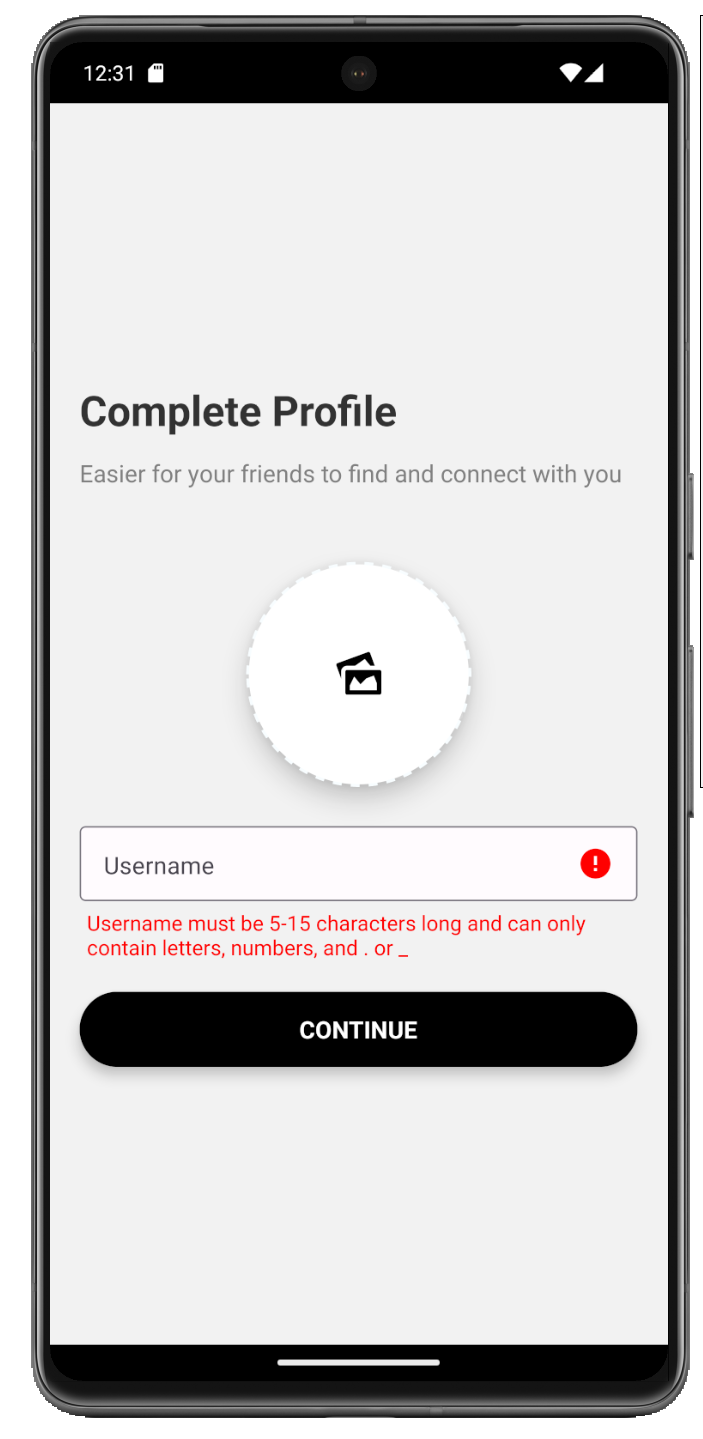 12:31
Complete Profile
Easier for your friends to find and connect with you
Username
Username must be 5-15 characters long and can only
contain letters, numbers, and . or _
CONTINUE